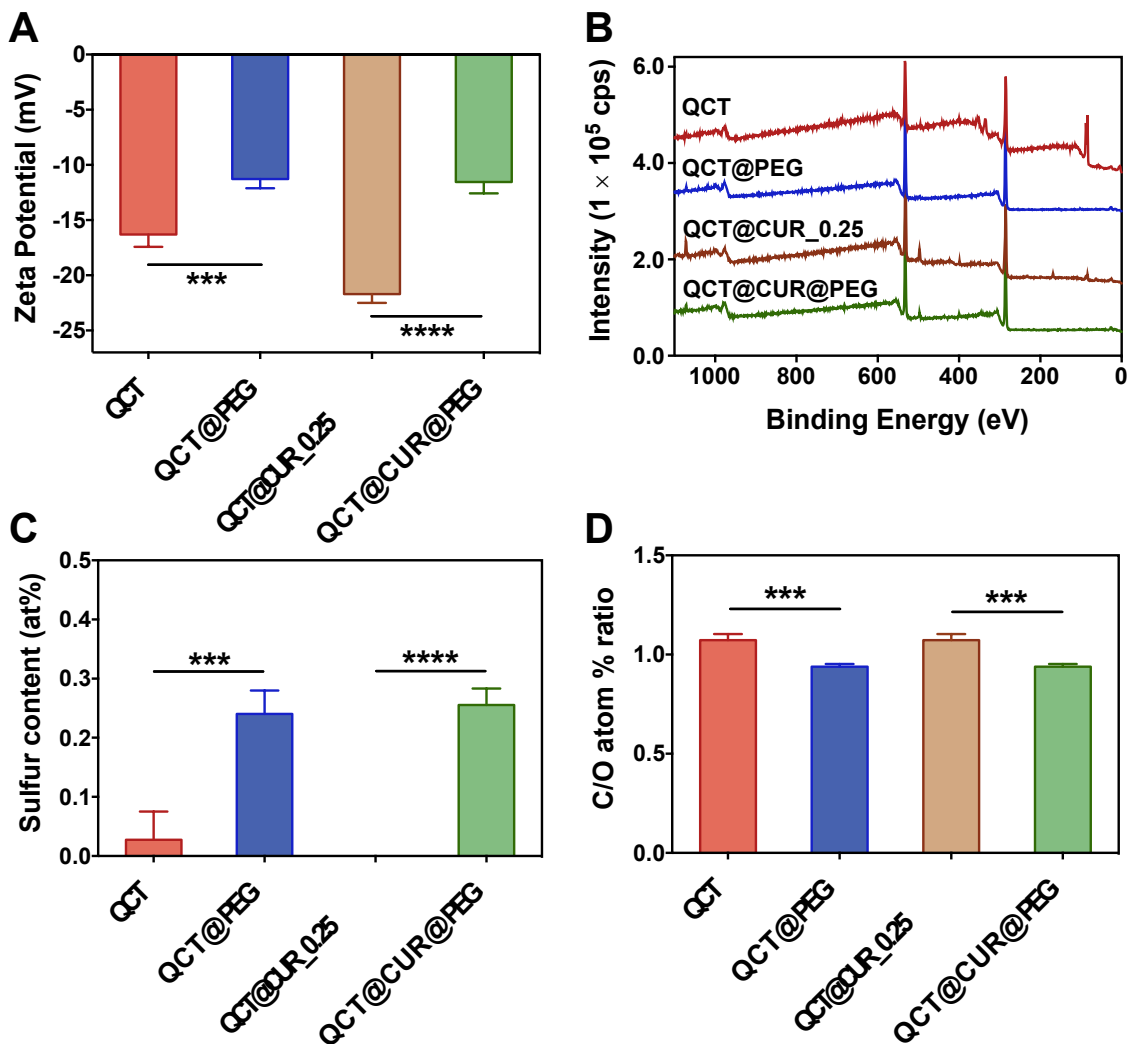 A
Zeta Potential (mV)
0
-5
-10
-15
-20
-25
***
****
QCT
QCT@PEG
QCT@CUR_0.25
QCT@CUR@PEG
B
Intensity (1 × 10⁵ cps)
6.0
4.0
2.0
0.0
QCT
QCT@PEG
QCT@CUR_0.25
QCT@CUR@PEG
1000 800 600 400 200 0
Binding Energy (eV)
C
Sulfur content (at%)
0.5
0.4
0.3
0.2
0.1
0.0
***
****
QCT
QCT@PEG
QCT@CUR_0.25
QCT@CUR@PEG
D
C/O atom % ratio
1.5
1.0
0.5
0.0
***
***
QCT
QCT@PEG
QCT@CUR_0.25
QCT@CUR@PEG